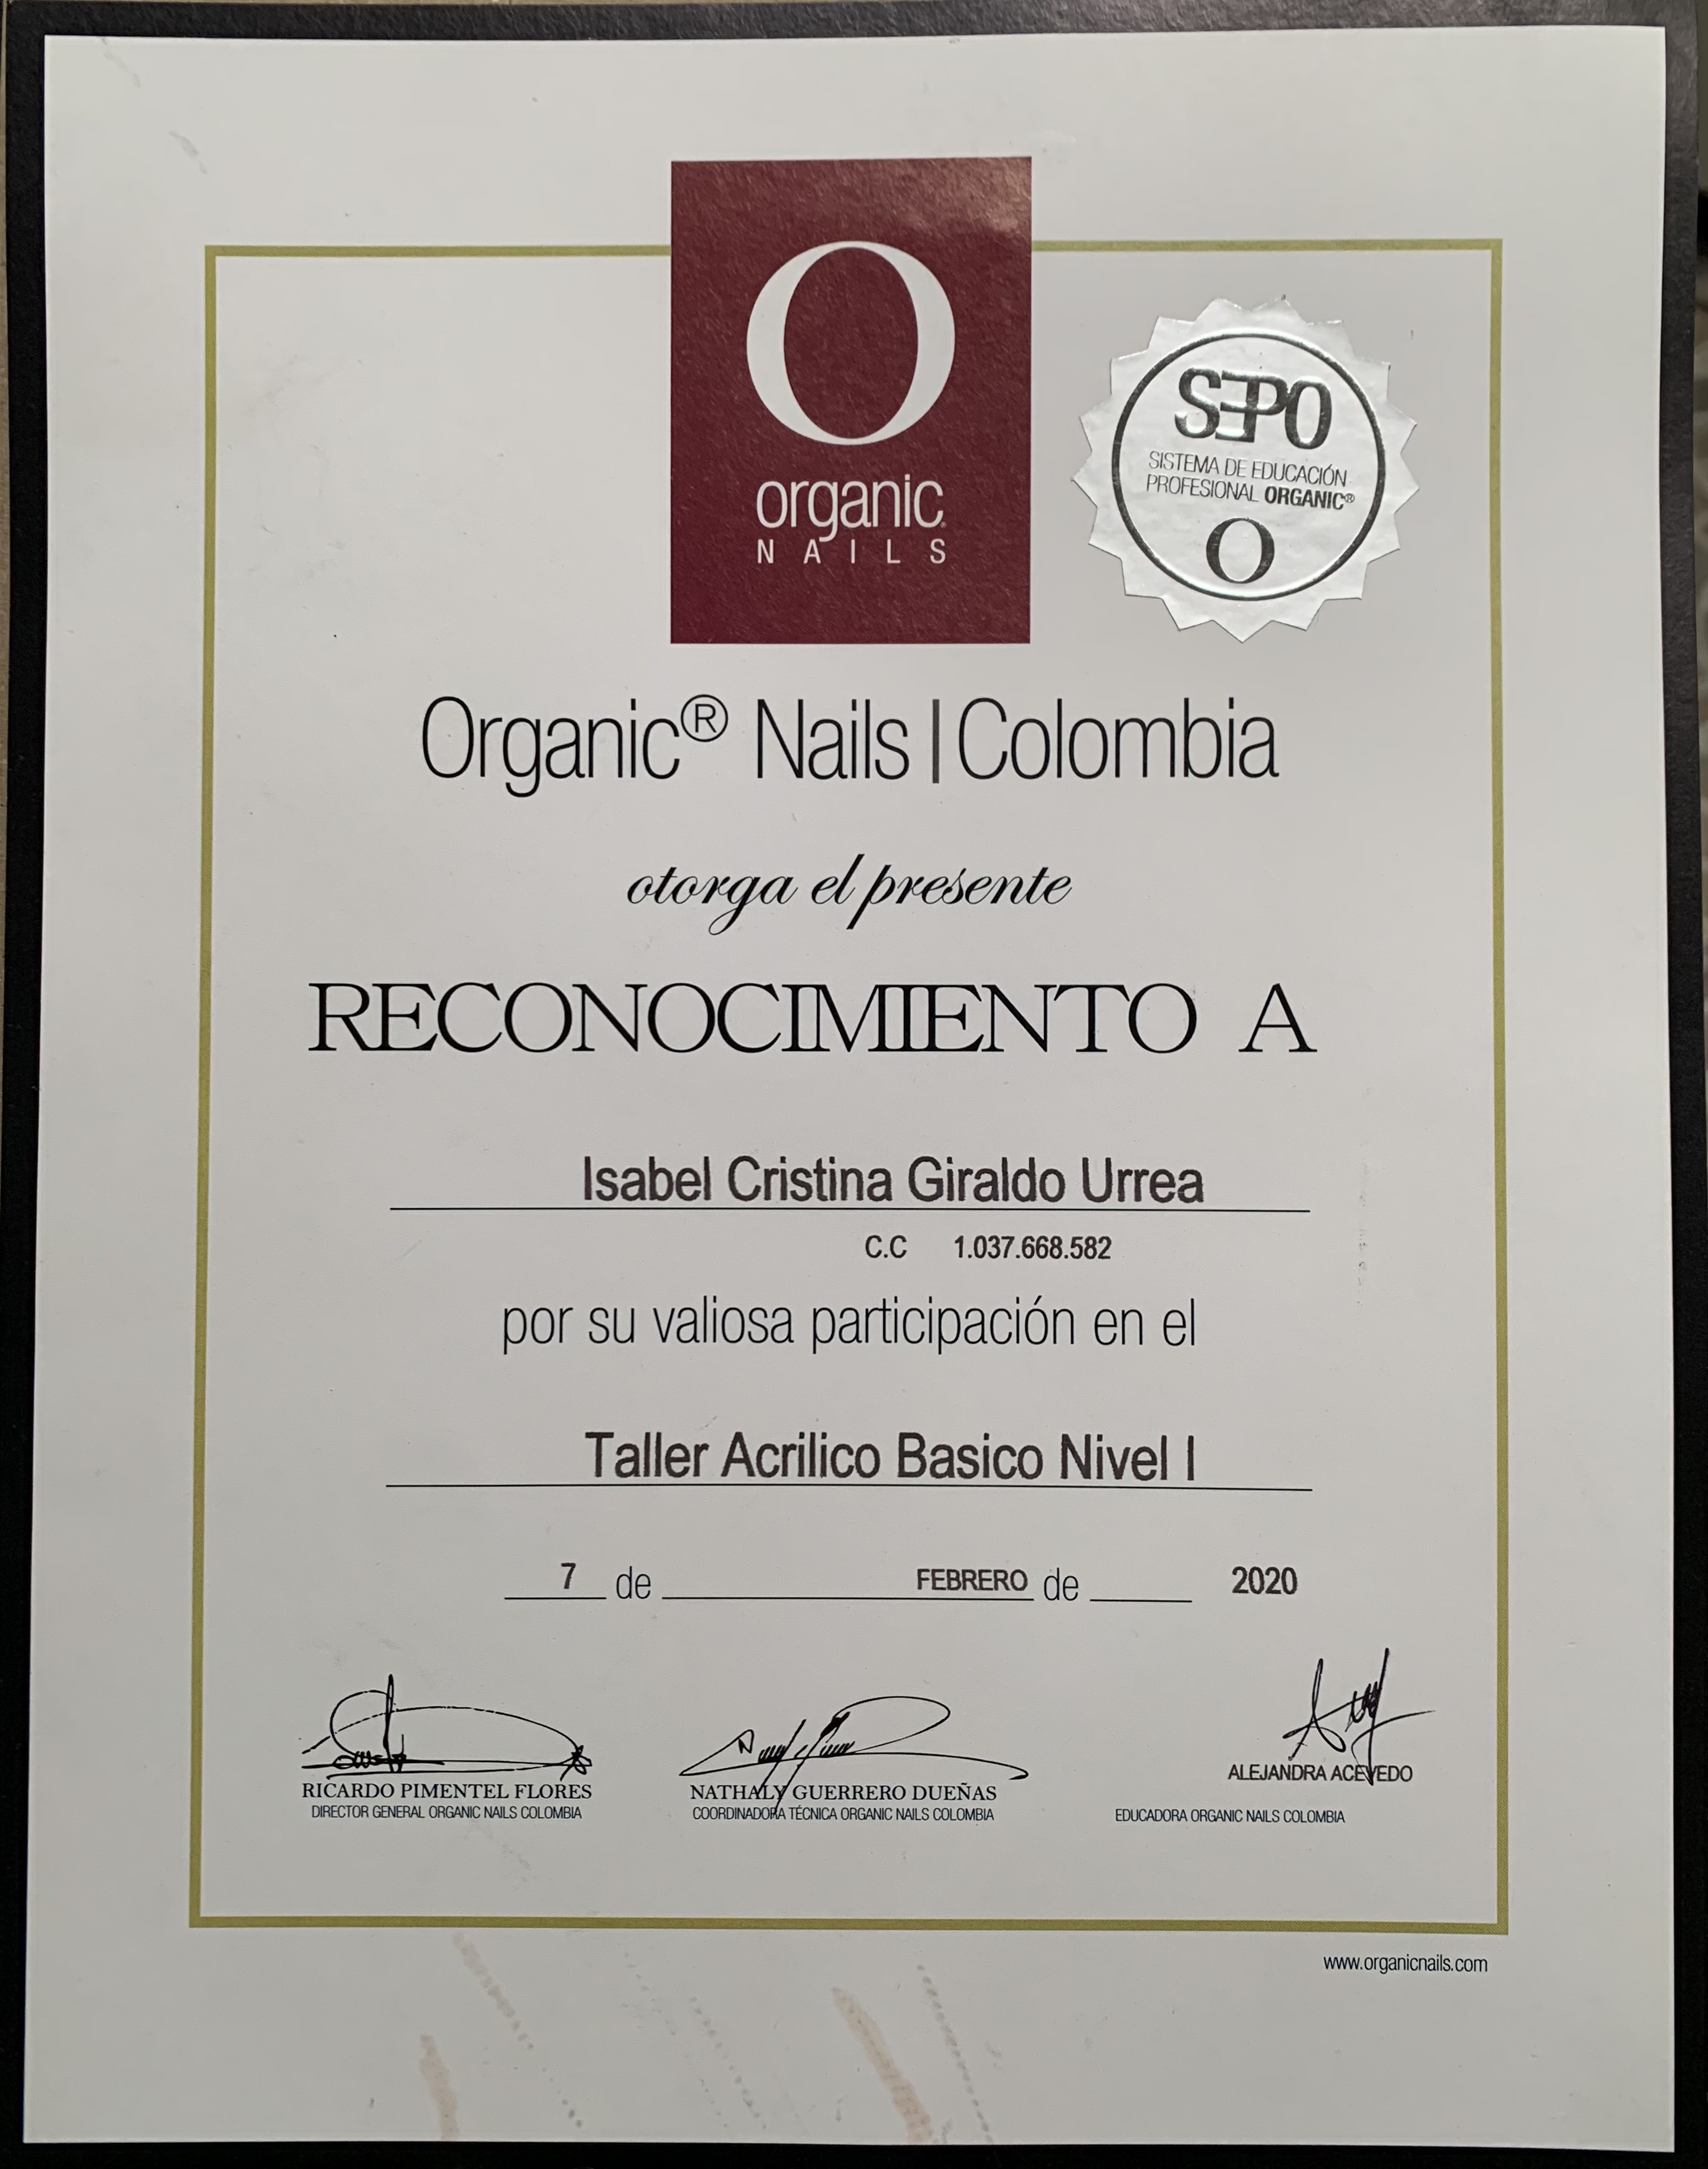 O
organic
NAILS
SEPO
SISTEMA DE EDUCACIÓN
PROFESIONAL ORGANIC®
O
Organic® Nails | Colombia
otorga el presente
RECONOCIMIENTO A
Isabel Cristina Giraldo Urrea
C.C 1.037.668.582
por su valiosa participación en el
Taller Acrilico Basico Nivel I
7 de FEBRERO de 2020
RICARDO PIMENTEL FLORES
DIRECTOR GENERAL ORGANIC NAILS COLOMBIA
NATHALY GUERRERO DUEÑAS
COORDINADORA TÉCNICA ORGANIC NAILS COLOMBIA
ALEJANDRA ACEVEDO
EDUCADORA ORGANIC NAILS COLOMBIA
www.organicnails.com